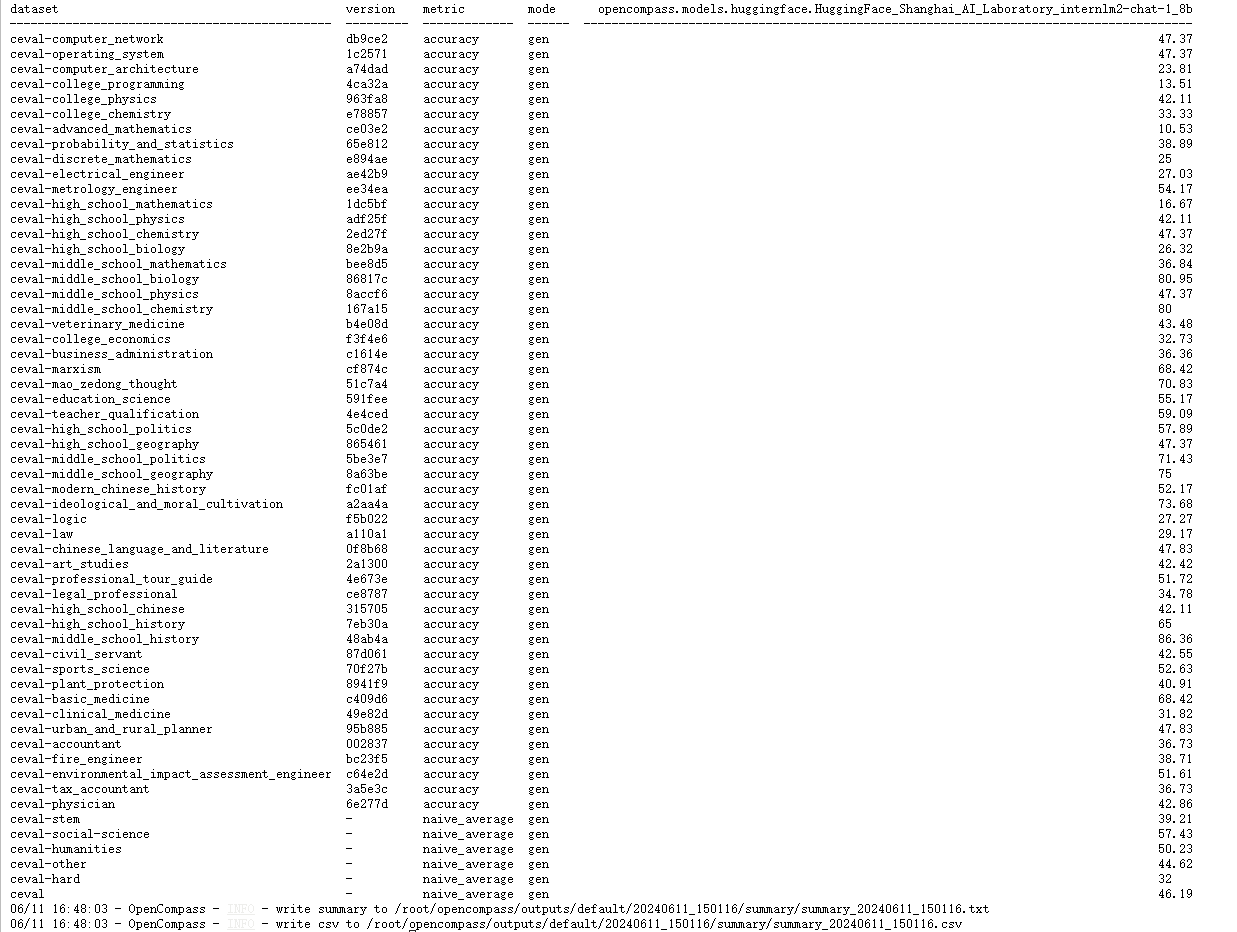 dataset version metric mode opencompass.models.huggingface.HuggingFace_Shanghai_AI_Laboratory_internlm2-chat-1_8b
ceval-computer_network db9ce2 accuracy gen 47.37
ceval-operating_system 1c2571 accuracy gen 47.37
ceval-computer_architecture a74dad accuracy gen 23.81
ceval-college_programming 4ca32a accuracy gen 13.51
ceval-college_physics 963fa8 accuracy gen 42.11
ceval-college_chemistry e78857 accuracy gen 33.33
ceval-advanced_mathematics ce03e2 accuracy gen 10.53
ceval-probability_and_statistics 65e812 accuracy gen 38.89
ceval-discrete_mathematics e894ae accuracy gen 25
ceval-electrical_engineer ae42b9 accuracy gen 27.03
ceval-metrology_engineer ee34ea accuracy gen 54.17
ceval-high_school_mathematics 1dc5bf accuracy gen 16.67
ceval-high_school_physics adf25f accuracy gen 42.11
ceval-high_school_chemistry 2ed27f accuracy gen 47.37
ceval-high_school_biology 8e2b9a accuracy gen 26.32
ceval-middle_school_mathematics bee8d5 accuracy gen 36.84
ceval-middle_school_biology 86817c accuracy gen 80.95
ceval-middle_school_physics 8accf6 accuracy gen 47.37
ceval-middle_school_chemistry 167a15 accuracy gen 80
ceval-veterinary_medicine b4e08d accuracy gen 43.48
ceval-college_economics f3f4e6 accuracy gen 32.73
ceval-business_administration c1614e accuracy gen 36.36
ceval-marxism cf874c accuracy gen 68.42
ceval-mao_zedong_thought 51c7a4 accuracy gen 70.83
ceval-education_science 591fee accuracy gen 55.17
ceval-teacher_qualification 4e4ced accuracy gen 59.09
ceval-high_school_politics 5c0de2 accuracy gen 57.89
ceval-high_school_geography 865461 accuracy gen 47.37
ceval-middle_school_politics 5be3e7 accuracy gen 71.43
ceval-middle_school_geography 8a63be accuracy gen 75
ceval-modern_chinese_history fc01af accuracy gen 52.17
ceval-ideological_and_moral_cultivation a2aa4a accuracy gen 73.68
ceval-logic f5b022 accuracy gen 27.27
ceval-law a110a1 accuracy gen 29.17
ceval-chinese_language_and_literature 0f8b68 accuracy gen 47.83
ceval-art_studies 2a1300 accuracy gen 42.42
ceval-professional_tour_guide 4e673e accuracy gen 51.72
ceval-legal_professional ce8787 accuracy gen 34.78
ceval-high_school_chinese 315705 accuracy gen 42.11
ceval-high_school_history 7eb30a accuracy gen 65
ceval-middle_school_history 48ab4a accuracy gen 86.36
ceval-civil_servant 87d061 accuracy gen 42.55
ceval-sports_science 70f27b accuracy gen 52.63
ceval-plant_protection 8941f9 accuracy gen 40.91
ceval-basic_medicine c409d6 accuracy gen 68.42
ceval-clinical_medicine 49e82d accuracy gen 31.82
ceval-urban_and_rural_planner 95b885 accuracy gen 47.83
ceval-accountant 002837 accuracy gen 36.73
ceval-fire_engineer bc23f5 accuracy gen 38.71
ceval-environmental_impact_assessment_engineer c64e2d accuracy gen 51.61
ceval-tax_accountant 3a5e3c accuracy gen 36.73
ceval-physician 6e277d accuracy gen 42.86
ceval-stem - naive_average gen 39.21
ceval-social-science - naive_average gen 57.43
ceval-humanities - naive_average gen 50.23
ceval-other - naive_average gen 44.62
ceval-hard - naive_average gen 32
ceval - naive_average gen 46.19
06/11 16:48:03 - OpenCompass - INFO - write summary to /root/opencompass/outputs/default/20240611_150116/summary/summary_20240611_150116.txt
06/11 16:48:03 - OpenCompass - INFO - write csv to /root/opencompass/outputs/default/20240611_150116/summary/summary_20240611_150116.csv